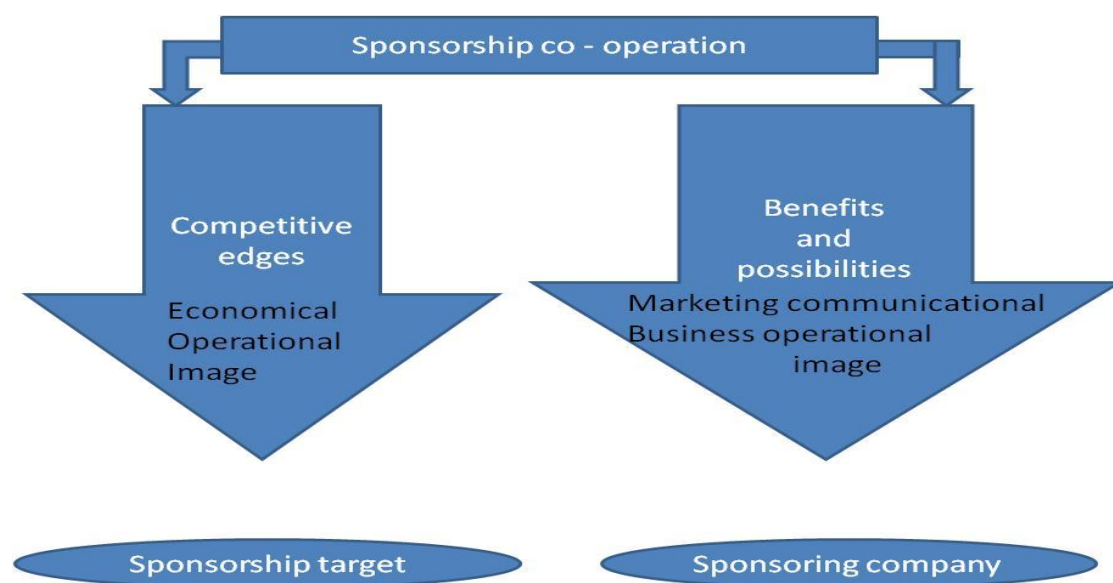 Sponsorship co - operation
Competitive
edges
Economical
Operational
Image
Benefits
and
possibilities
Marketing communicational
Business operational
image
Sponsorship target
Sponsoring company